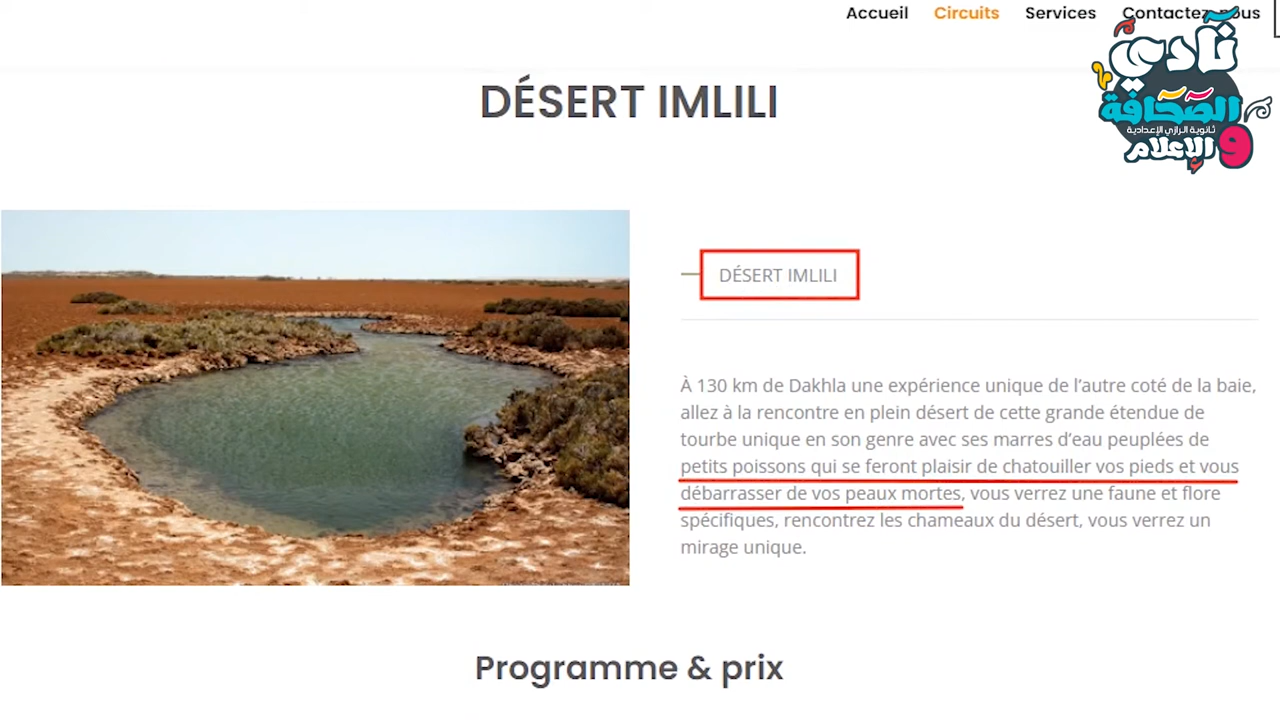 Accueil Circuits Services Contactez-nous
نادي
الصحافة
ثانوية الرازي الإعدادية
و الإعلام
DÉSERT IMLILI
DÉSERT IMLILI
À 130 km de Dakhla une expérience unique de l’autre coté de la baie,
allez à la rencontre en plein désert de cette grande étendue de
tourbe unique en son genre avec ses marres d’eau peuplées de
petits poissons qui se feront plaisir de chatouiller vos pieds et vous
débarrasser de vos peaux mortes, vous verrez une faune et flore
spécifiques, rencontrez les chameaux du désert, vous verrez un
mirage unique.
Programme & prix